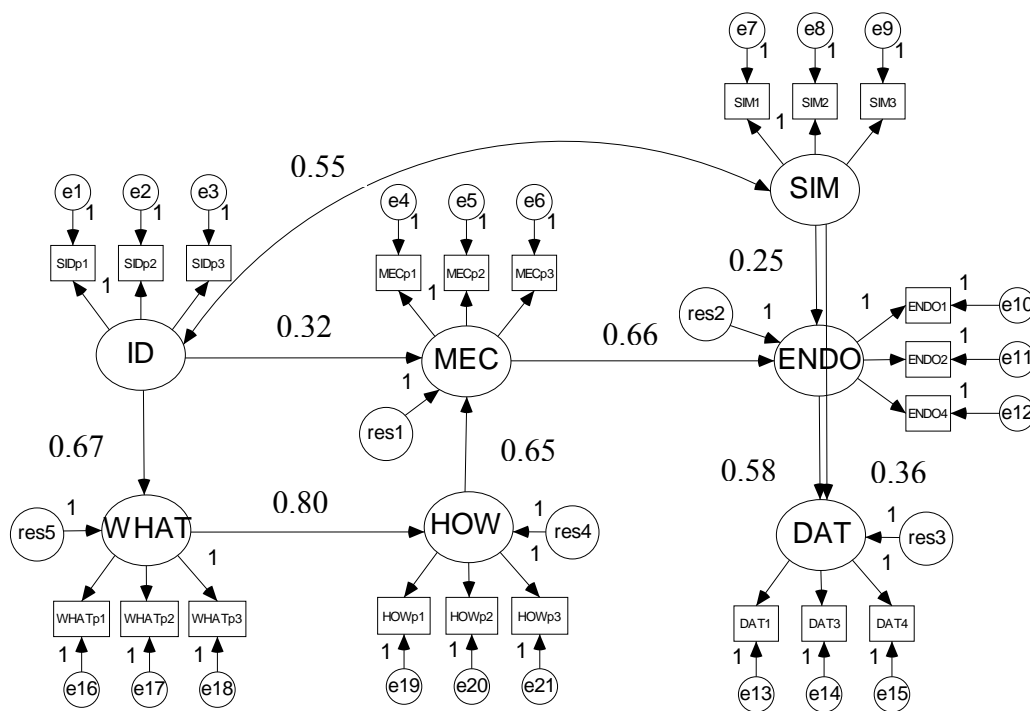 e7 e8 e9
1 1 1
SIM1 SIM2 SIM3
1
SIM
0.55
e1 e2 e3
1 1 1
SIDp1 SIDp2 SIDp3
1
ID
e4 e5 e6
1 1 1
MECp1 MECp2 MECp3
1
MEC
0.32
1
res1
0.25
res2
1
0.66
ENDO
1
ENDO1 1 e10
ENDO2 1 e11
ENDO4 1 e12
0.67
0.65
0.58
0.36
res5
1
WHAT
0.80
HOW
1
res4
DAT
1
res3
1
WHATp1 WHATp2 WHATp3
1 1 1
e16 e17 e18
1
HOWp1 HOWp2 HOWp3
1 1 1
e19 e20 e21
1
DAT1 DAT3 DAT4
1 1 1
e13 e14 e15